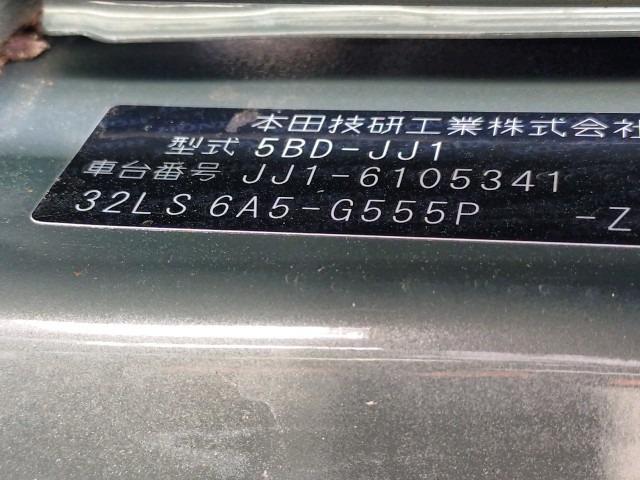 本田技研工業株式会社
型式 5BD-JJ1
車台番号 JJ1-6105341
32LS 6A5-G555P -Z